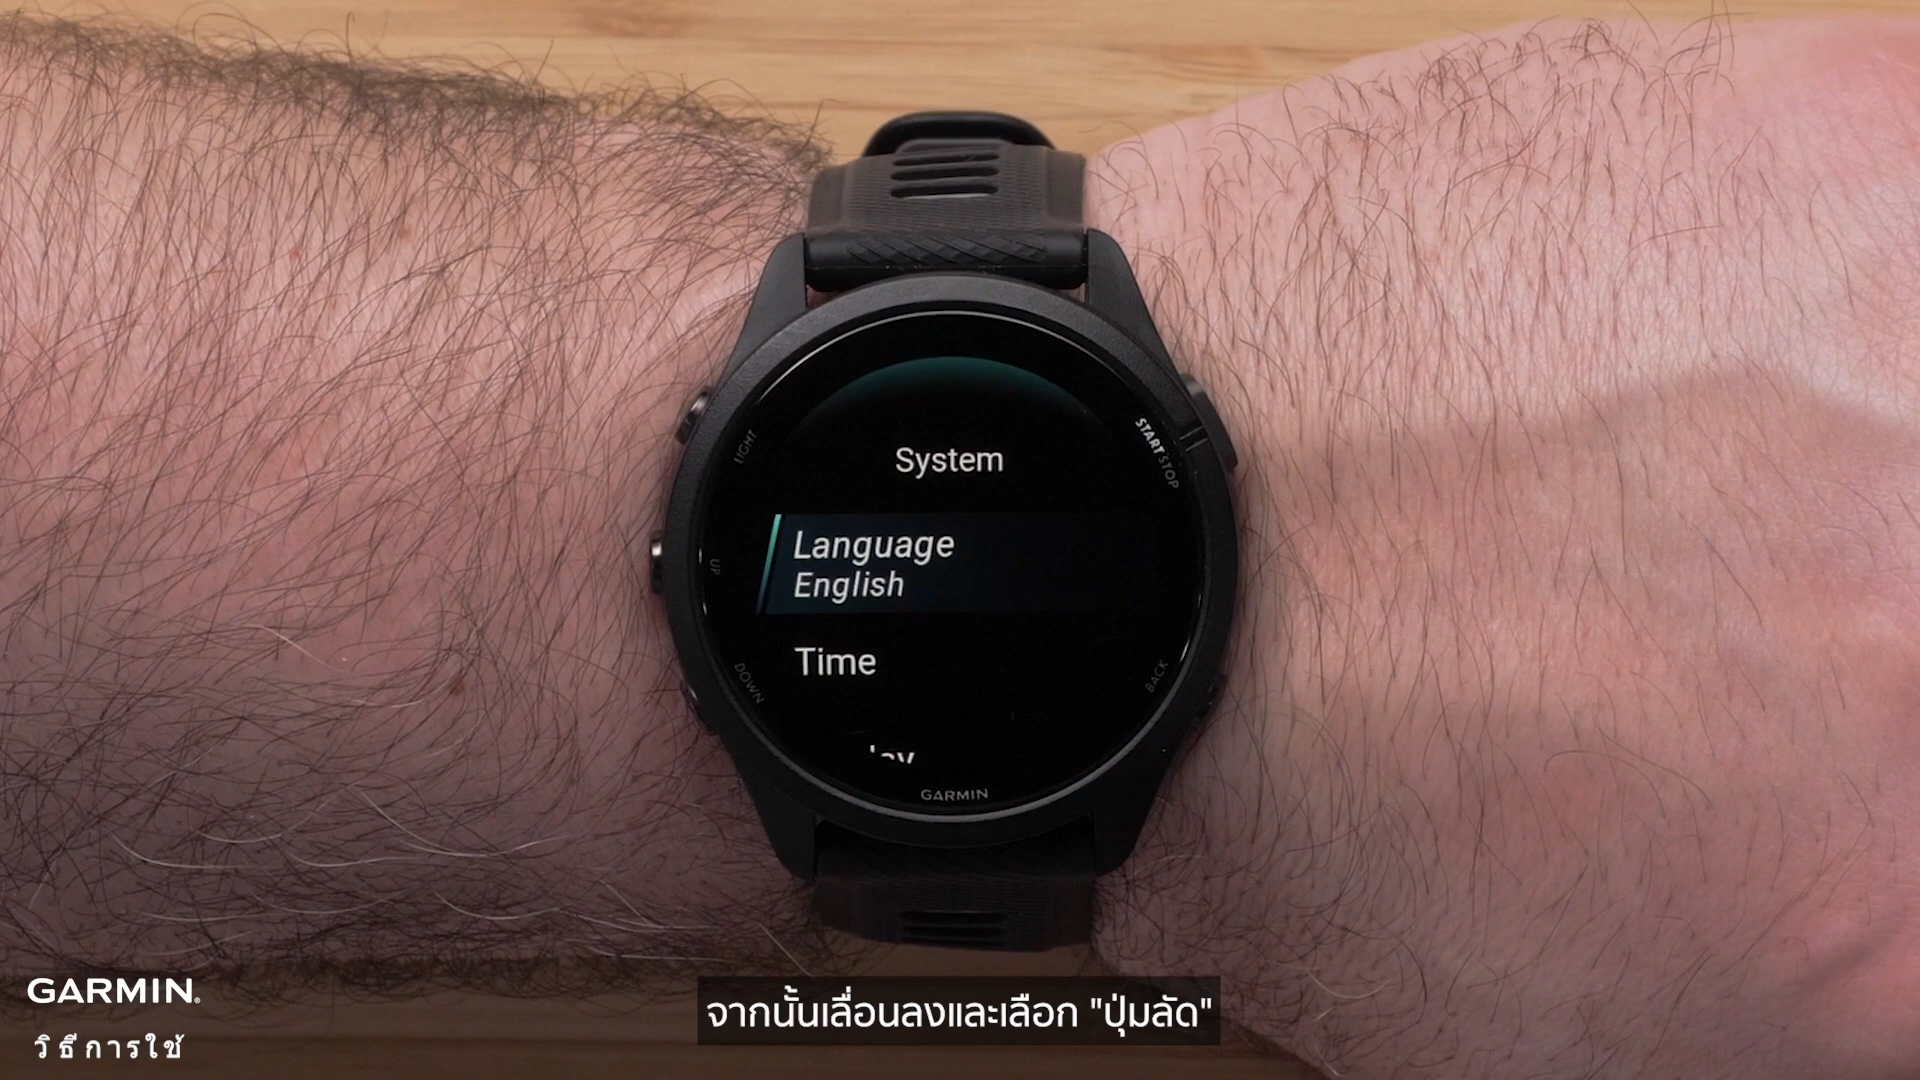 System
Language
English
Time
LIGHT
START STOP
UP
DOWN
BACK
GARMIN
GARMIN
วิธีการใช้
จากนั้นเลื่อนลงและเลือก "ปุ่มลัด"